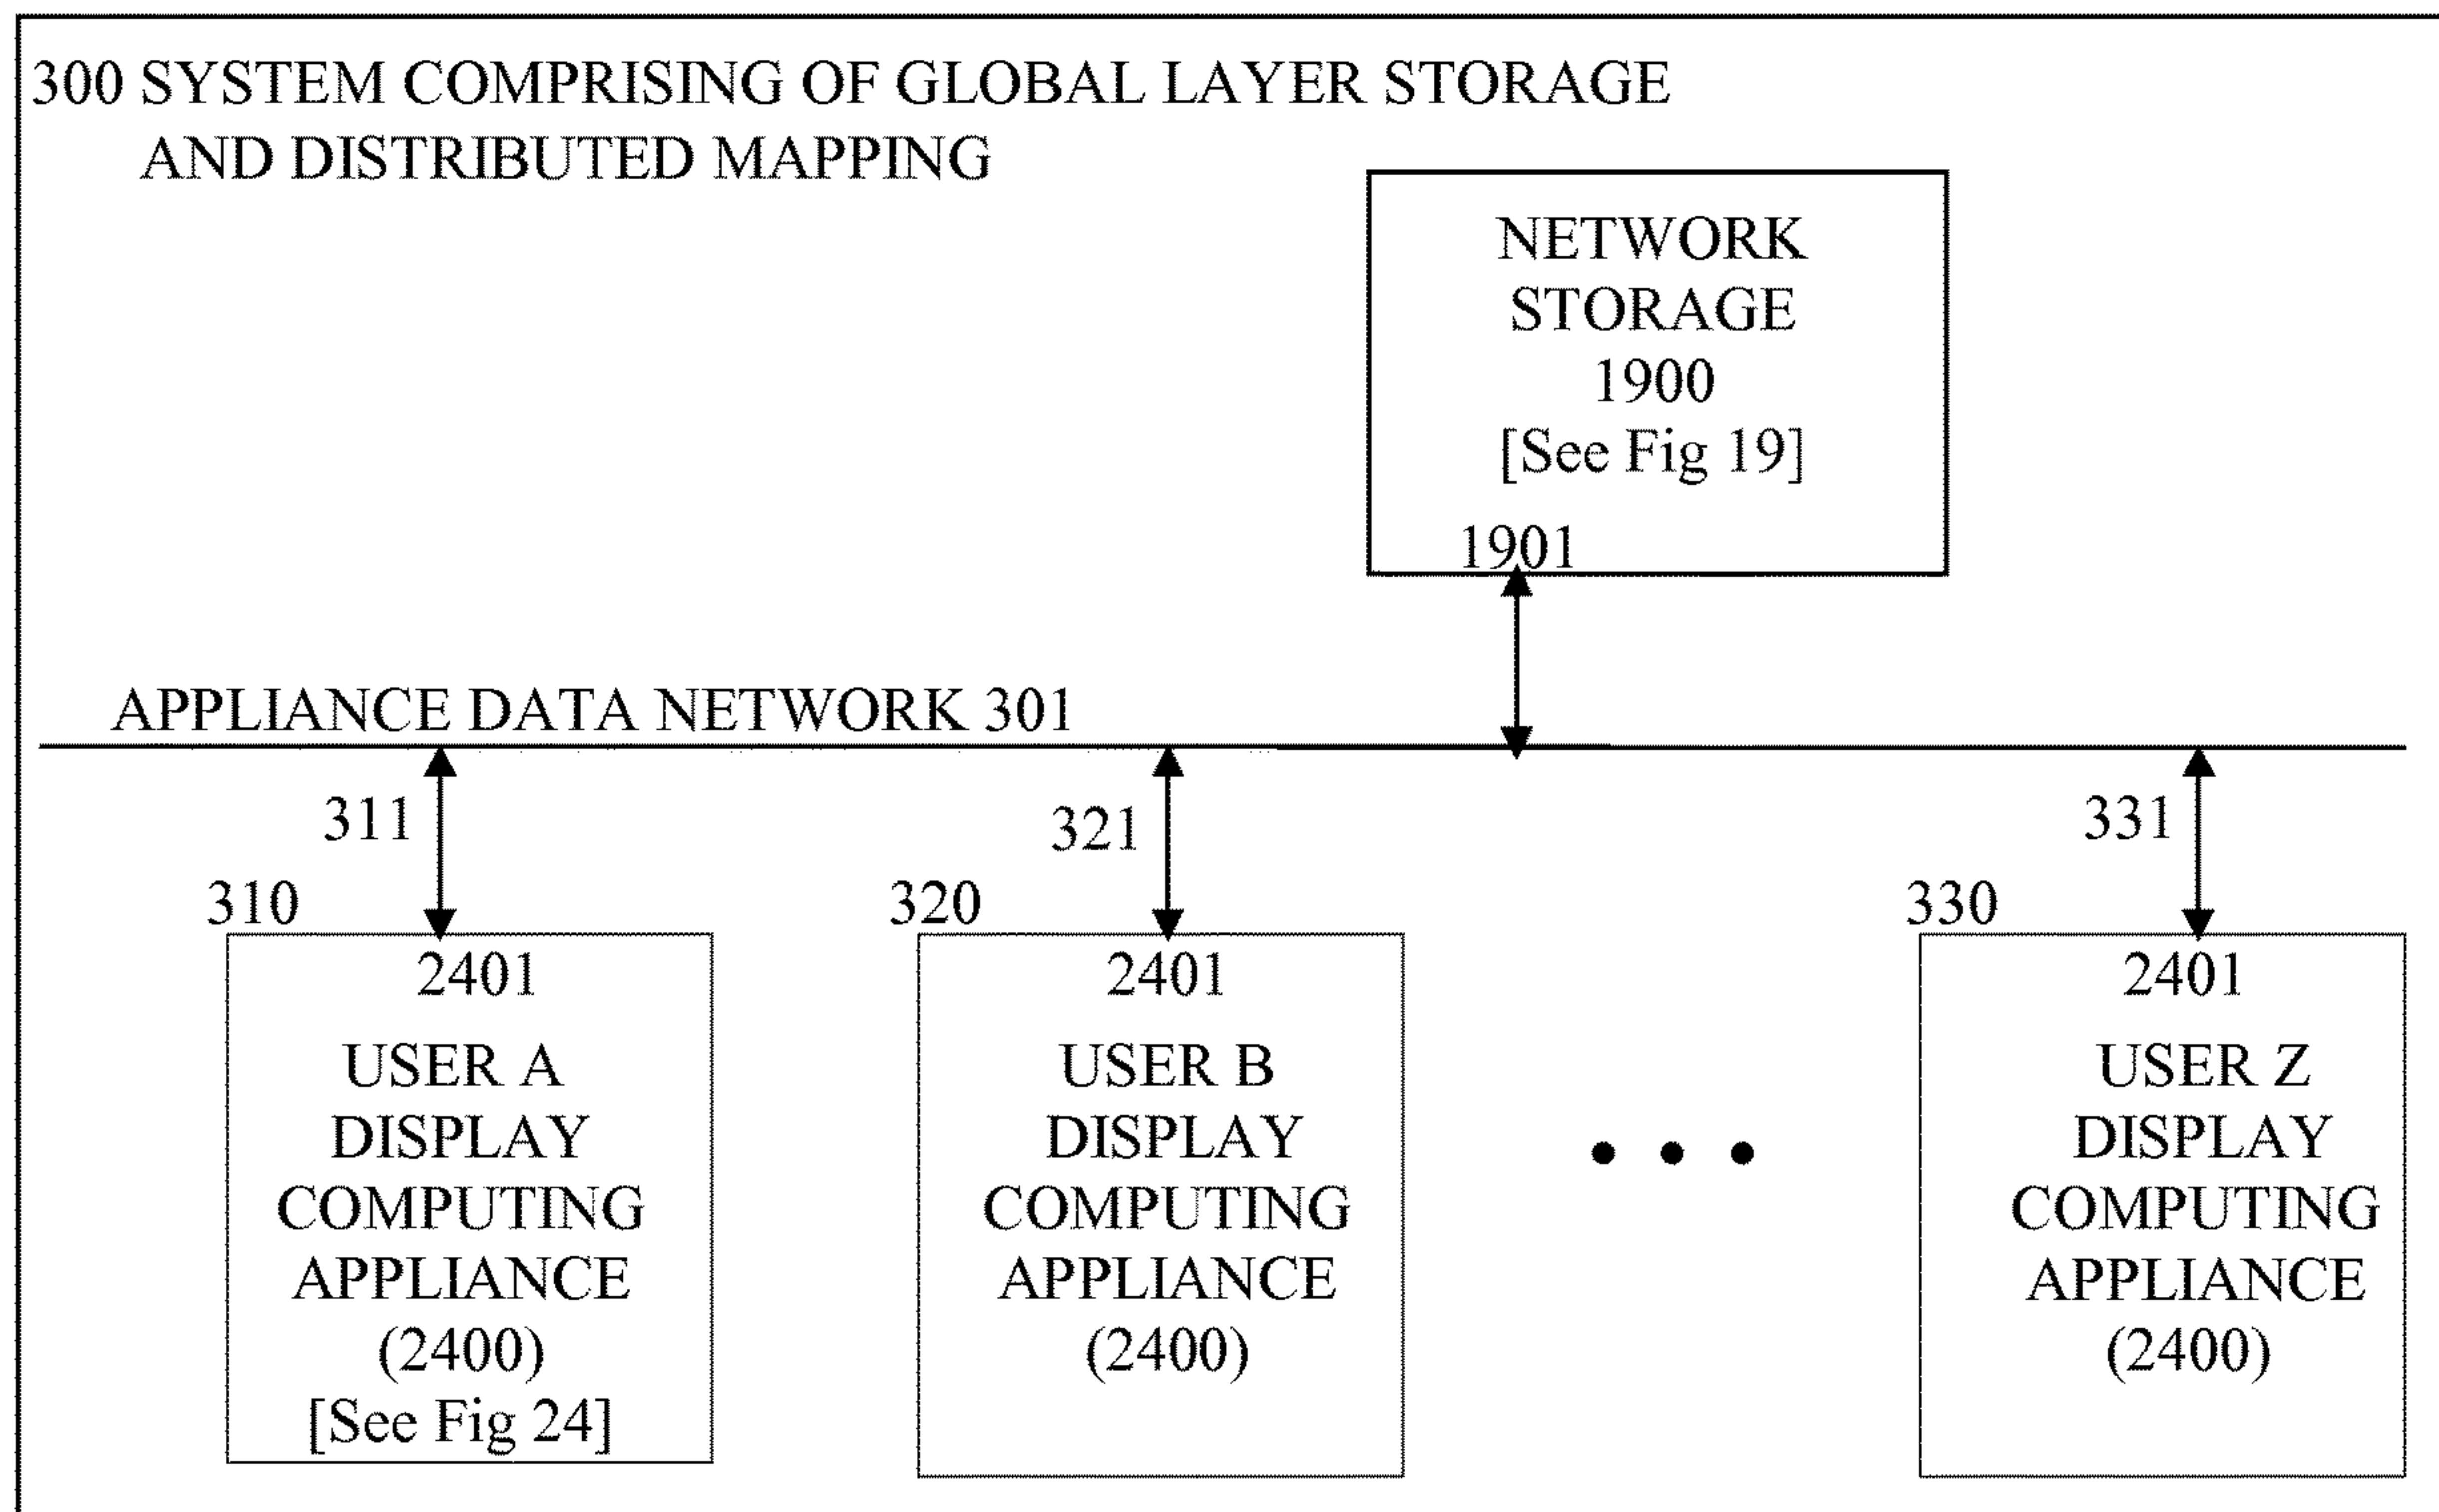 300 SYSTEM COMPRISING OF GLOBAL LAYER STORAGE
AND DISTRIBUTED MAPPING
NETWORK
STORAGE
1900
[See Fig 19]
1901
APPLIANCE DATA NETWORK 301
311
321
331
310
320
330
2401
USER A
DISPLAY
COMPUTING
APPLIANCE
(2400)
[See Fig 24]
2401
USER B
DISPLAY
COMPUTING
APPLIANCE
(2400)
2401
USER Z
DISPLAY
COMPUTING
APPLIANCE
(2400)